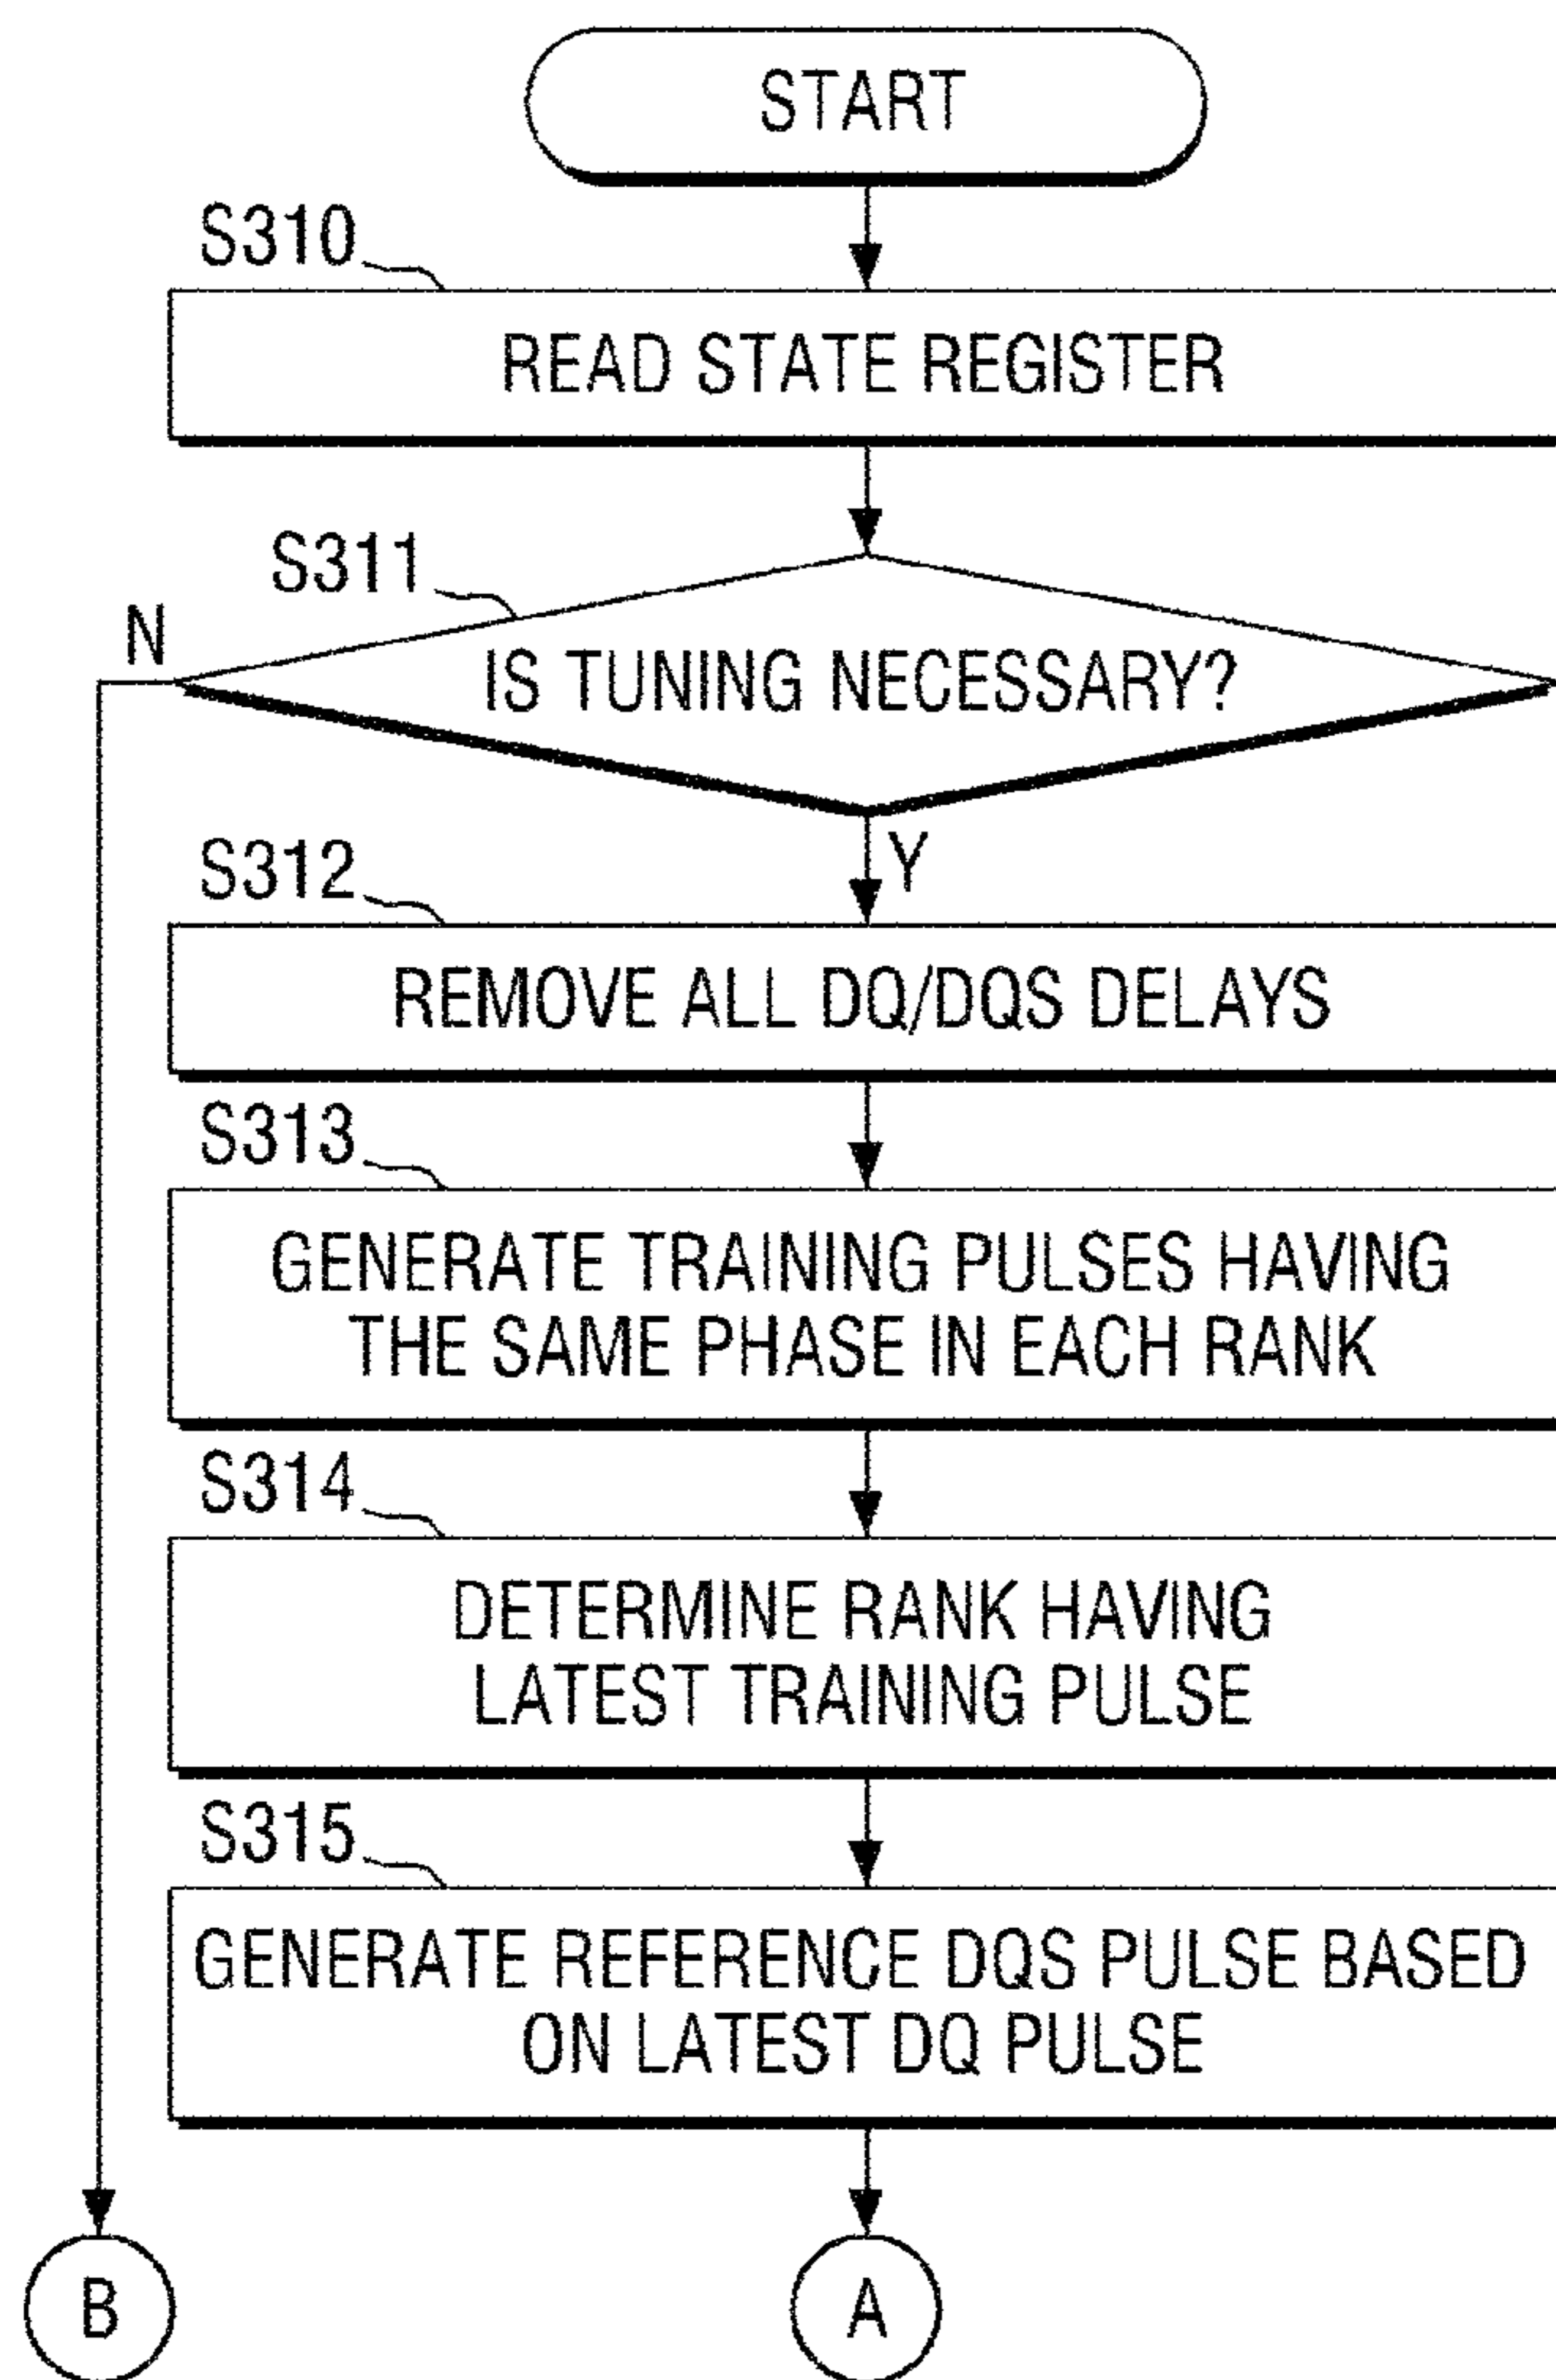 START
S310
READ STATE REGISTER
S311
N
IS TUNING NECESSARY?
Y
S312
REMOVE ALL DQ/DQS DELAYS
S313
GENERATE TRAINING PULSES HAVING
THE SAME PHASE IN EACH RANK
S314
DETERMINE RANK HAVING
LATEST TRAINING PULSE
S315
GENERATE REFERENCE DQS PULSE BASED
ON LATEST DQ PULSE
B
A